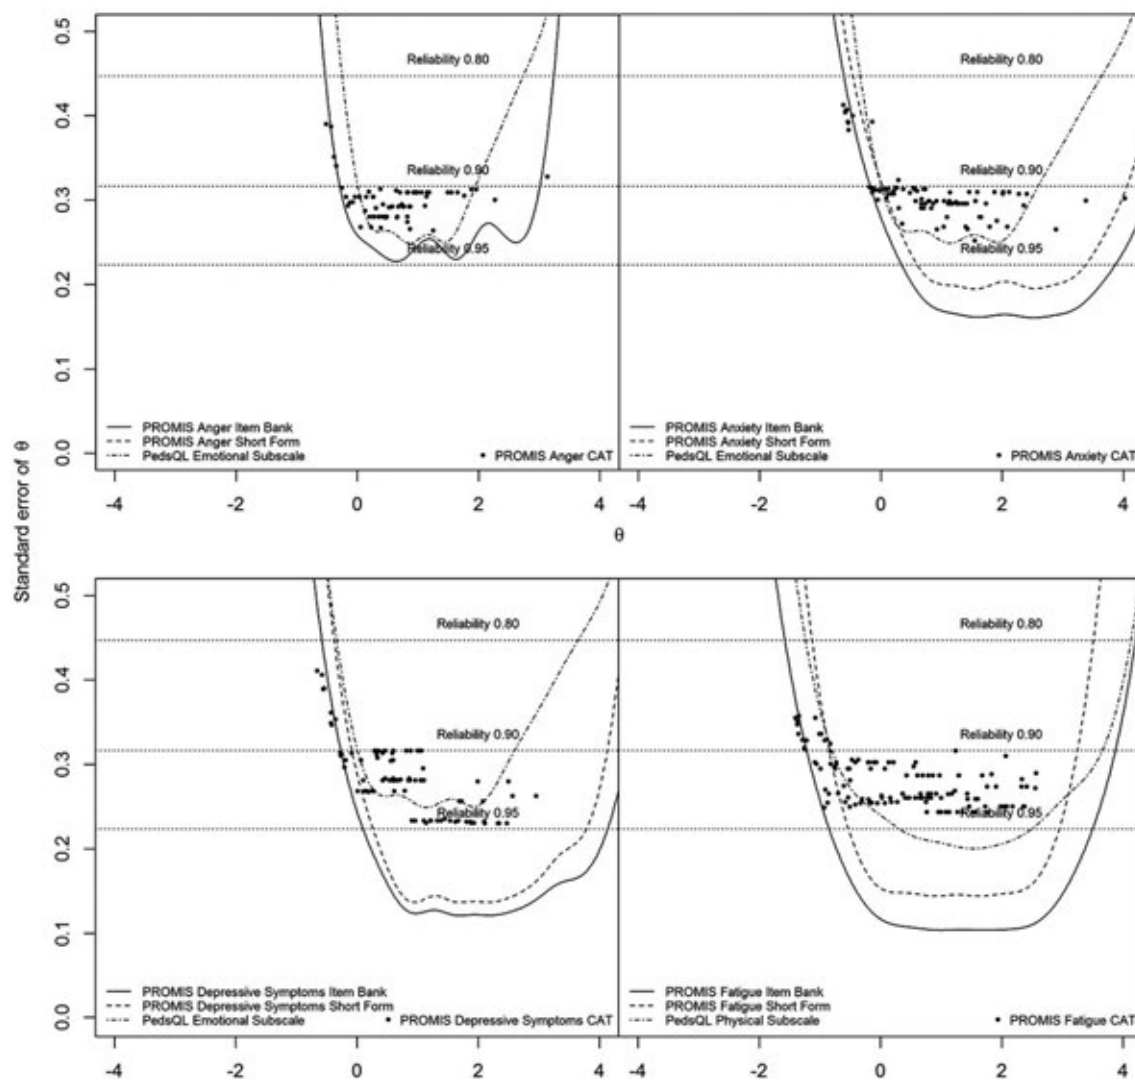 Standard error of θ
0.5
0.4
0.3
0.2
0.1
0.0
Reliability 0.80
Reliability 0.90
Reliability 0.95
PROMIS Anger Item Bank
PROMIS Anger Short Form
PedsQL Emotional Subscale
PROMIS Anger CAT
-4 -2 0 2 4
Reliability 0.80
Reliability 0.90
Reliability 0.95
PROMIS Anxiety Item Bank
PROMIS Anxiety Short Form
PedsQL Emotional Subscale
PROMIS Anxiety CAT
-4 -2 0 2 4
θ
0.5
0.4
0.3
0.2
0.1
0.0
Reliability 0.80
Reliability 0.90
Reliability 0.95
PROMIS Depressive Symptoms Item Bank
PROMIS Depressive Symptoms Short Form
PedsQL Emotional Subscale
PROMIS Depressive Symptoms CAT
-4 -2 0 2 4
Reliability 0.80
Reliability 0.90
Reliability 0.95
PROMIS Fatigue Item Bank
PROMIS Fatigue Short Form
PedsQL Physical Subscale
PROMIS Fatigue CAT
-4 -2 0 2 4